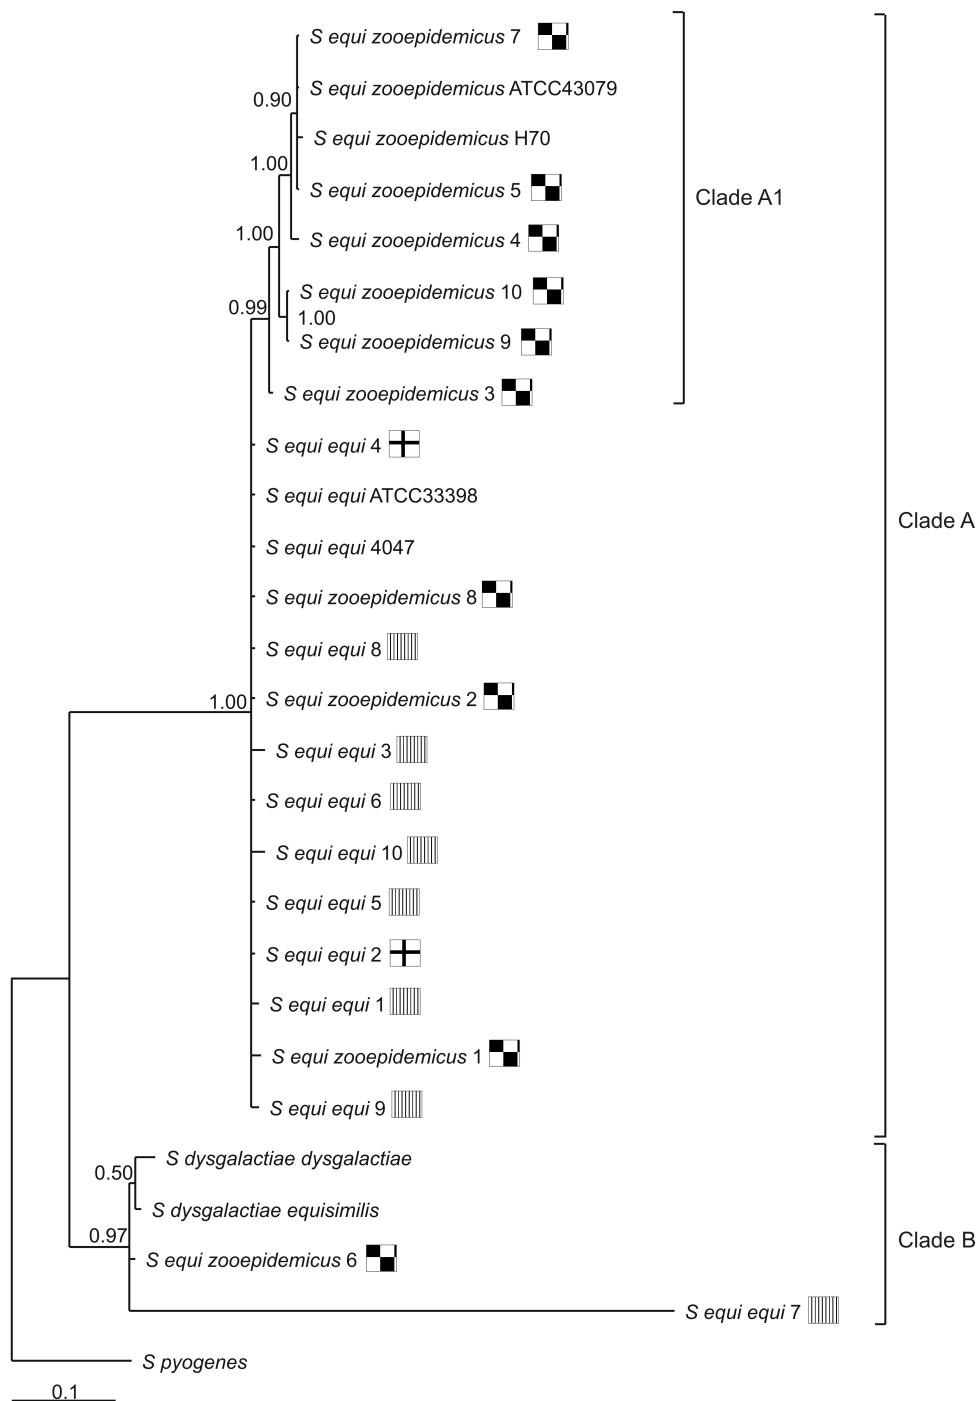 S equi zooepidemicus 7
0.90
S equi zooepidemicus ATCC43079
S equi zooepidemicus H70
1.00
S equi zooepidemicus 5
Clade A1
1.00
S equi zooepidemicus 4
S equi zooepidemicus 10
0.99
1.00
S equi zooepidemicus 9
S equi zooepidemicus 3
S equi equi 4
S equi equi ATCC33398
Clade A
S equi equi 4047
S equi zooepidemicus 8
S equi equi 8
1.00
S equi zooepidemicus 2
S equi equi 3
S equi equi 6
S equi equi 10
S equi equi 5
S equi equi 2
S equi equi 1
S equi zooepidemicus 1
S equi equi 9
S dysgalactiae dysgalactiae
0.50
S dysgalactiae equisimilis
0.97
Clade B
S equi zooepidemicus 6
S equi equi 7
S pyogenes
0.1